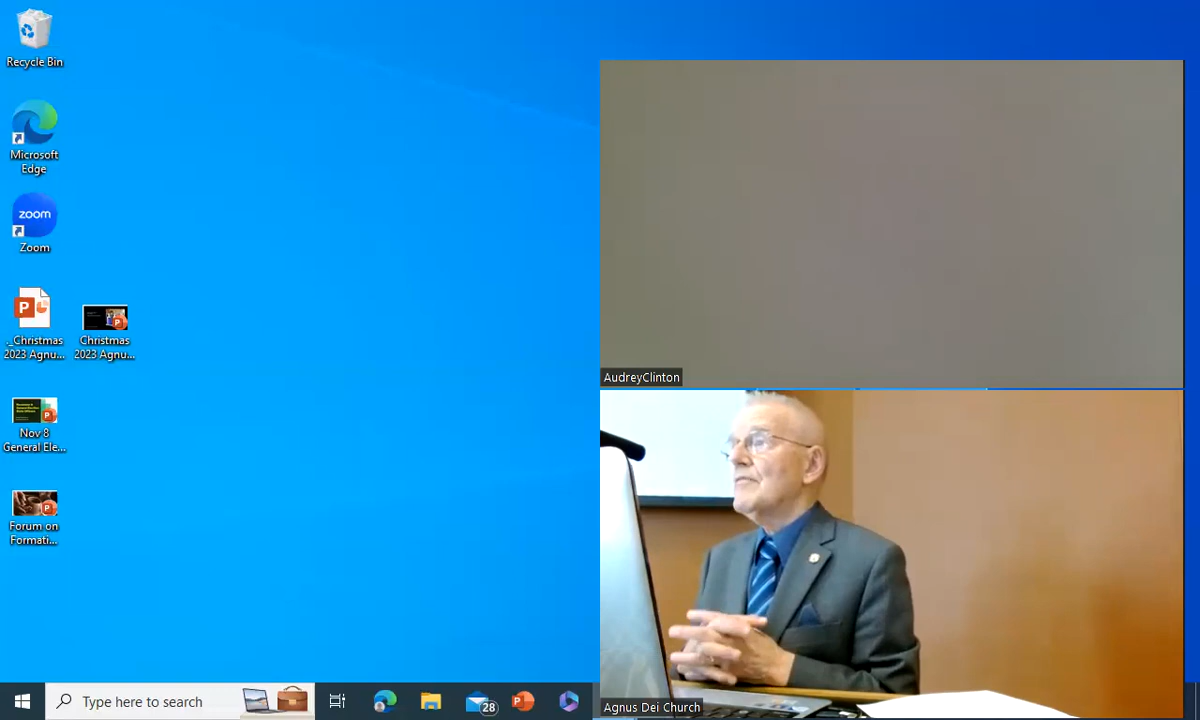 Recycle Bin
Microsoft
Edge
zoom
Zoom
P
._Christmas
2023 Agnu...
Christmas
2023 Agnu...
Nov 8
General Ele...
Forum on
Formati...
AudreyClinton
Agnus Dei Church
Type here to search
28
P